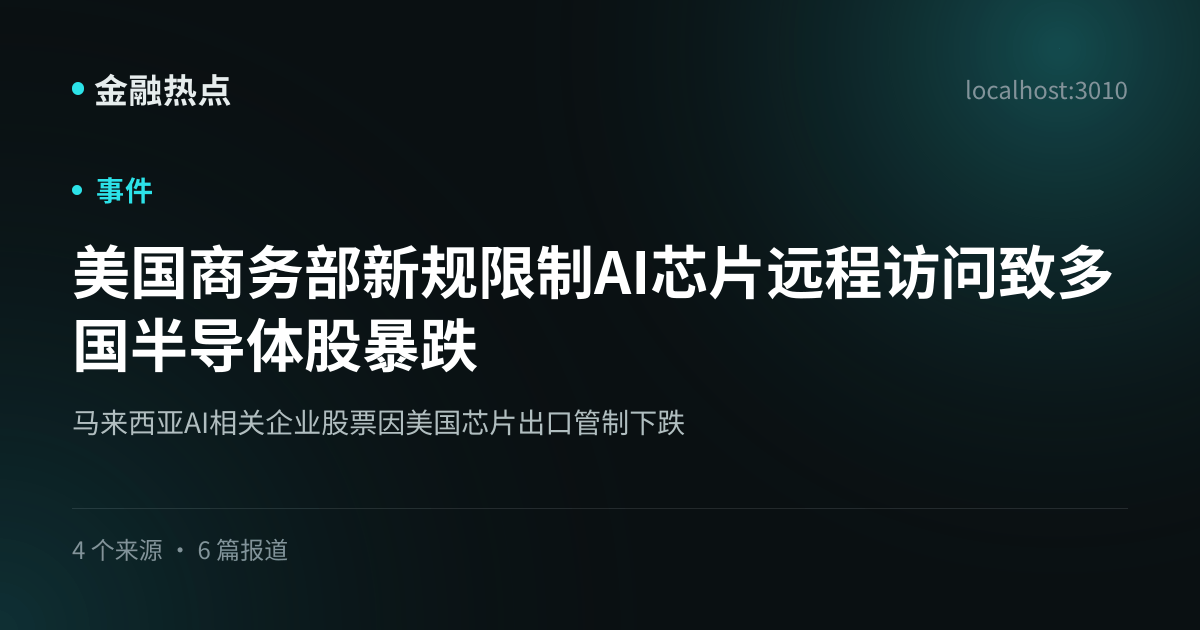 金融热点
localhost:3010
事件
美国商务部新规限制AI芯片远程访问致多
国半导体股暴跌
马来西亚AI相关企业股票因美国芯片出口管制下跌
4 个来源 · 6 篇报道